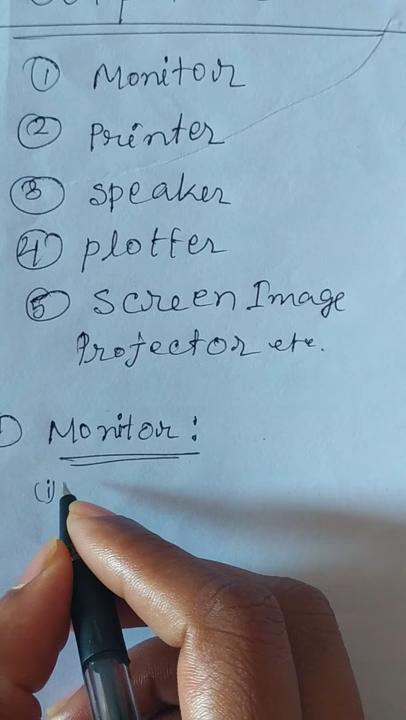 ① Monitor
② Printer
③ speaker
④ plotter
⑤ Screen Image
Projector etc.
Monitor:
(i)